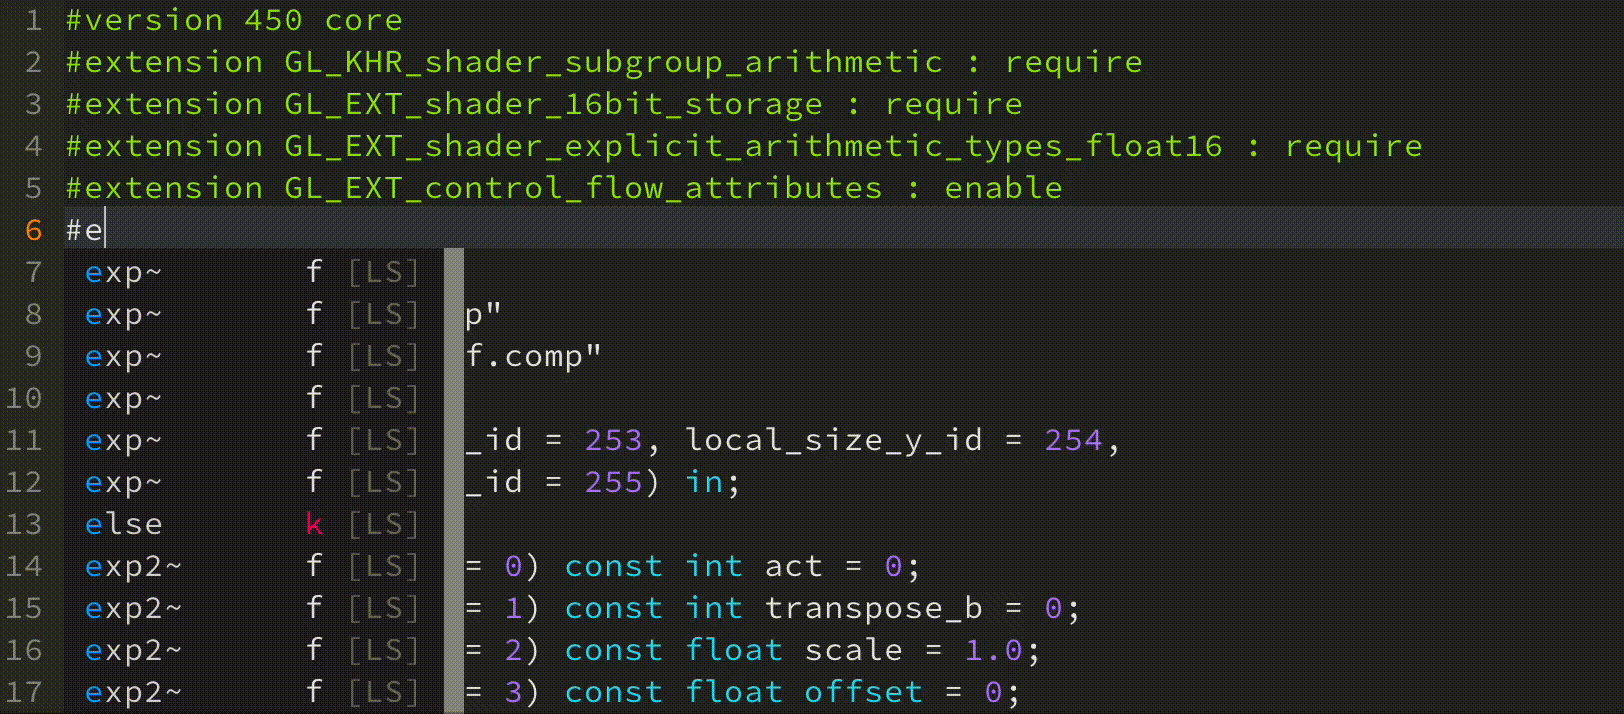 1 #version 450 core
2 #extension GL_KHR_shader_subgroup_arithmetic : require
3 #extension GL_EXT_shader_16bit_storage : require
4 #extension GL_EXT_shader_explicit_arithmetic_types_float16 : require
5 #extension GL_EXT_control_flow_attributes : enable
6 #e
7 exp~ f [LS]
8 exp~ f [LS] p"
9 exp~ f [LS] f.comp"
10 exp~ f [LS]
11 exp~ f [LS] _id = 253, local_size_y_id = 254,
12 exp~ f [LS] _id = 255) in;
13 else k [LS]
14 exp2~ f [LS] = 0) const int act = 0;
15 exp2~ f [LS] = 1) const int transpose_b = 0;
16 exp2~ f [LS] = 2) const float scale = 1.0;
17 exp2~ f [LS] = 3) const float offset = 0;